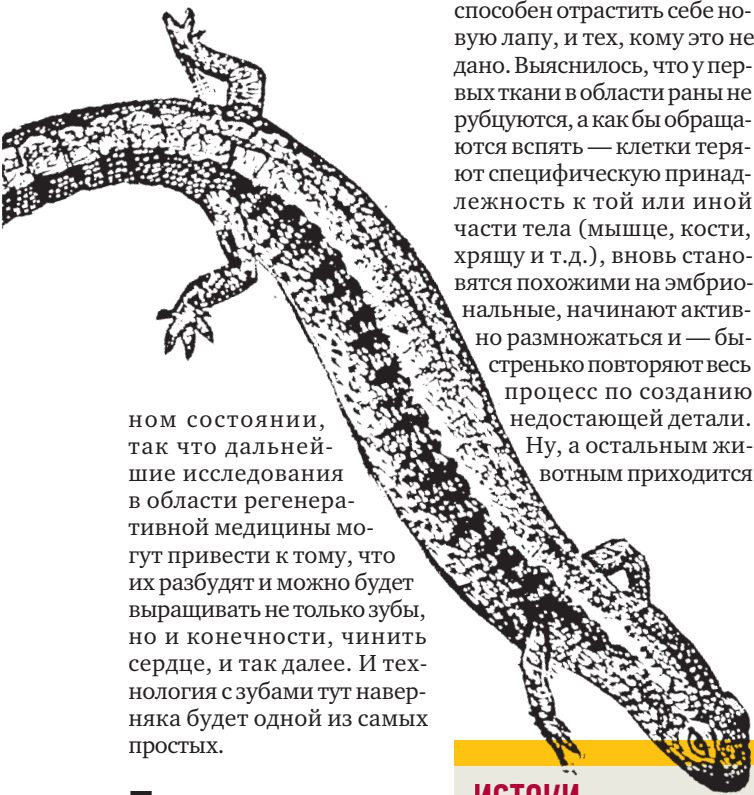 ном состоянии,
так что дальней-
шие исследования
в области регенера-
тивной медицины мо-
гут привести к тому, что
их разбудят и можно будет
выращивать не только зубы,
но и конечности, чинить
сердце, и так далее. И тех-
нология с зубами тут навер-
няка будет одной из самых
простых.
способен отрастить себе но-
вую лапу, и тех, кому это не
дано. Выяснилось, что у пер-
вых ткани в области раны не
рубцуются, а как бы обраща-
ются вспять — клетки теря-
ют специфическую принад-
лежность к той или иной
части тела (мышце, кости,
хрящу и т.д.), вновь стано-
вятся похожими на эмбрио-
нальные, начинают актив-
но размножаться и — бы-
стренько повторяют весь
процесс по созданию
недостающей детали.
Ну, а остальным жи-
вотным приходится
ИСТОКИ